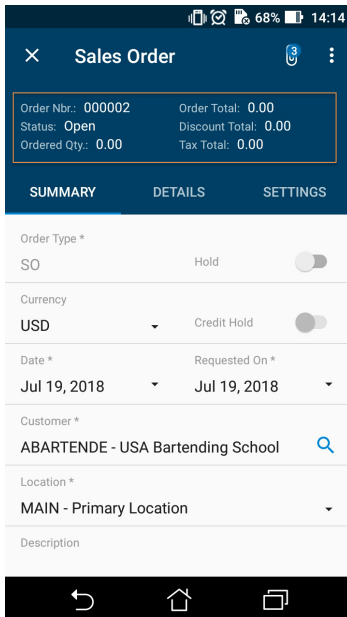 68% 14:14
Sales Order 3
Order Nbr.: 000002 Order Total: 0.00
Status: Open Discount Total: 0.00
Ordered Qty.: 0.00 Tax Total: 0.00
SUMMARY DETAILS SETTINGS
Order Type *
SO Hold
Currency
USD Credit Hold
Date * Requested On *
Jul 19, 2018 Jul 19, 2018
Customer *
ABARTENDE - USA Bartending School
Location *
MAIN - Primary Location
Description